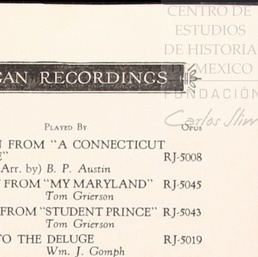 CENTRO DE
ESTUDIOS
DE HISTORIA
MEXICO
FUNDACIÓN
Carlos Slim
CAN RECORDINGS
PLAYED BY OPUS
N FROM "A CONNECTICUT
E" RJ-5008
Arr. by) B. P. Austin
FROM "MY MARYLAND" RJ-5045
Tom Grierson
FROM "STUDENT PRINCE" RJ-5043
Tom Grierson
TO THE DELUGE RJ-5019
Wm. J. Gomph